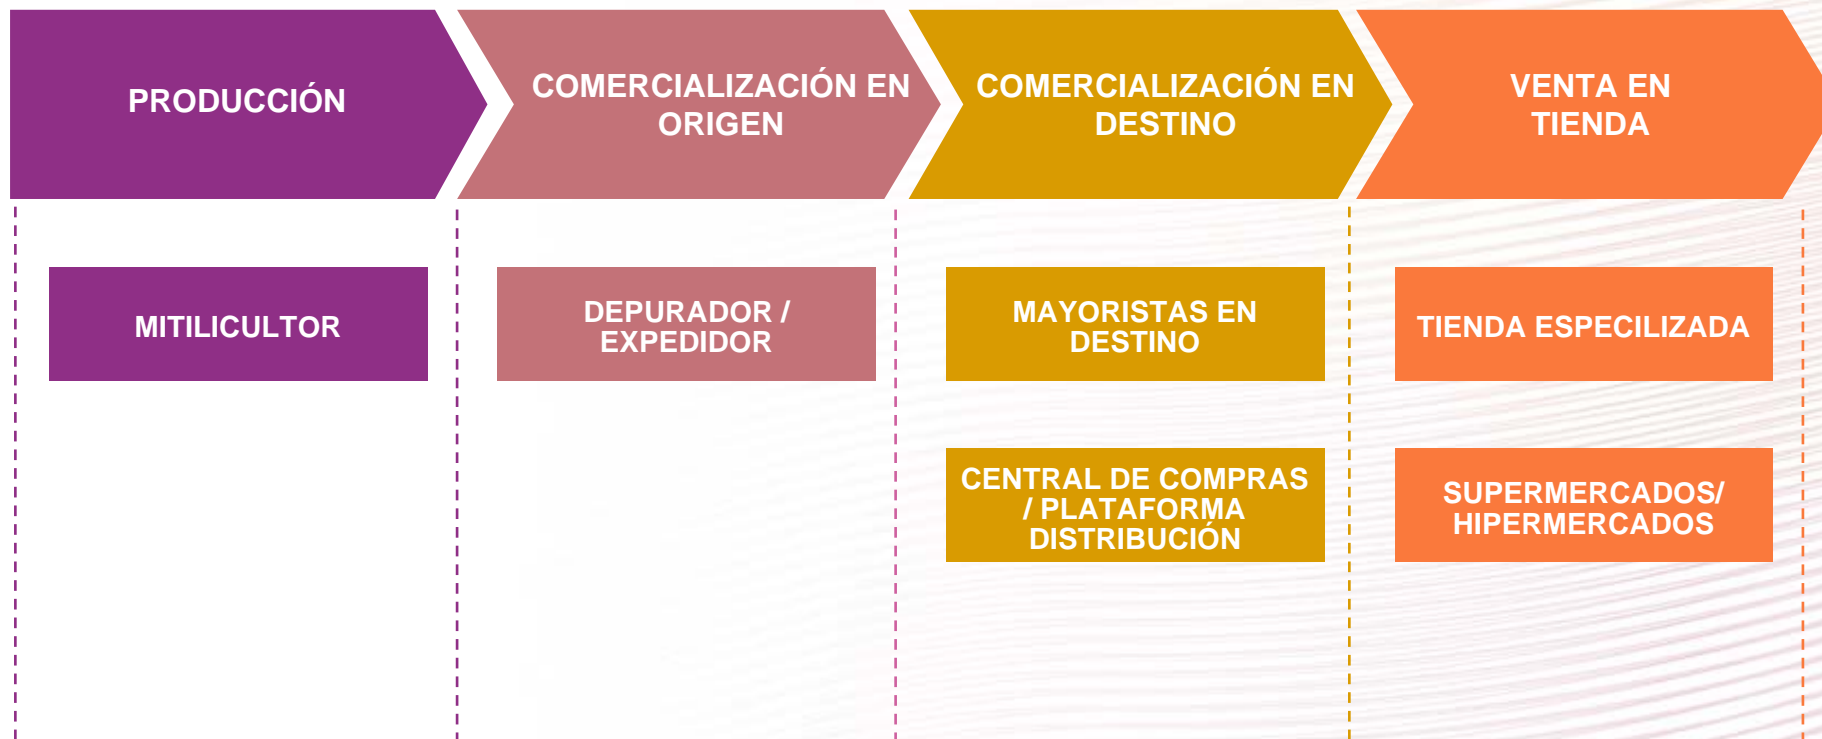 PRODUCCIÓN
COMERCIALIZACIÓN EN
ORIGEN
COMERCIALIZACIÓN EN
DESTINO
VENTA EN
TIENDA
MITILICULTOR
DEPURADOR /
EXPEDIDOR
MAYORISTAS EN
DESTINO
TIENDA ESPECILIZADA
CENTRAL DE COMPRAS
/ PLATAFORMA
DISTRIBUCIÓN
SUPERMERCADOS/
HIPERMERCADOS